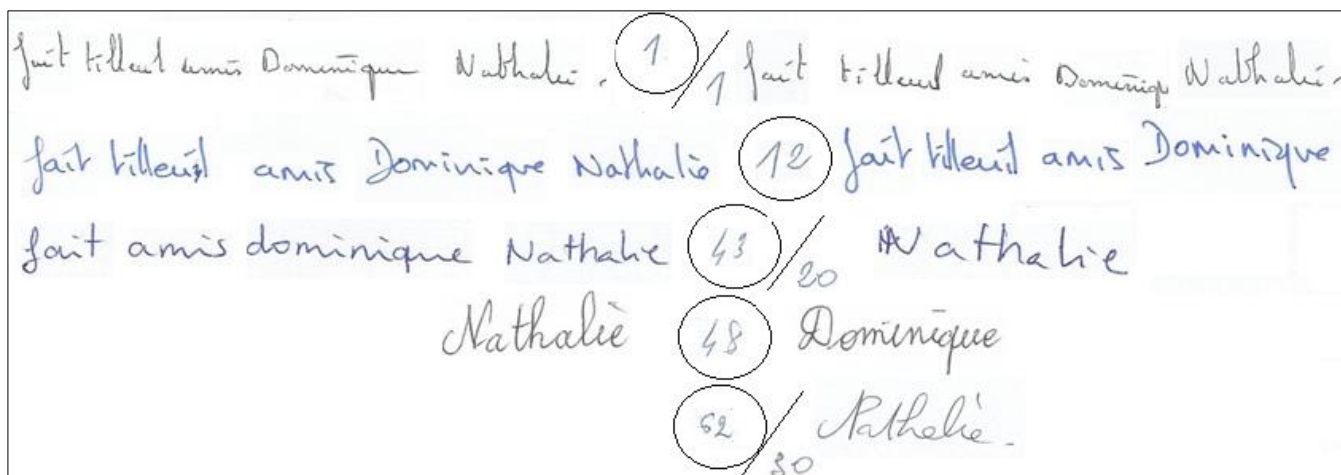 fait tilleul amis Dominique Nathalie. 1/1 fait tilleul amis Dominiq Nathalie.
fait tilleul amis Dominique Nathalie 12 fait tilleul amis Dominique
fait amis dominique Nathalie 43/20 Nathalie
Nathalie 48 Dominique
62/30 Nathalie.